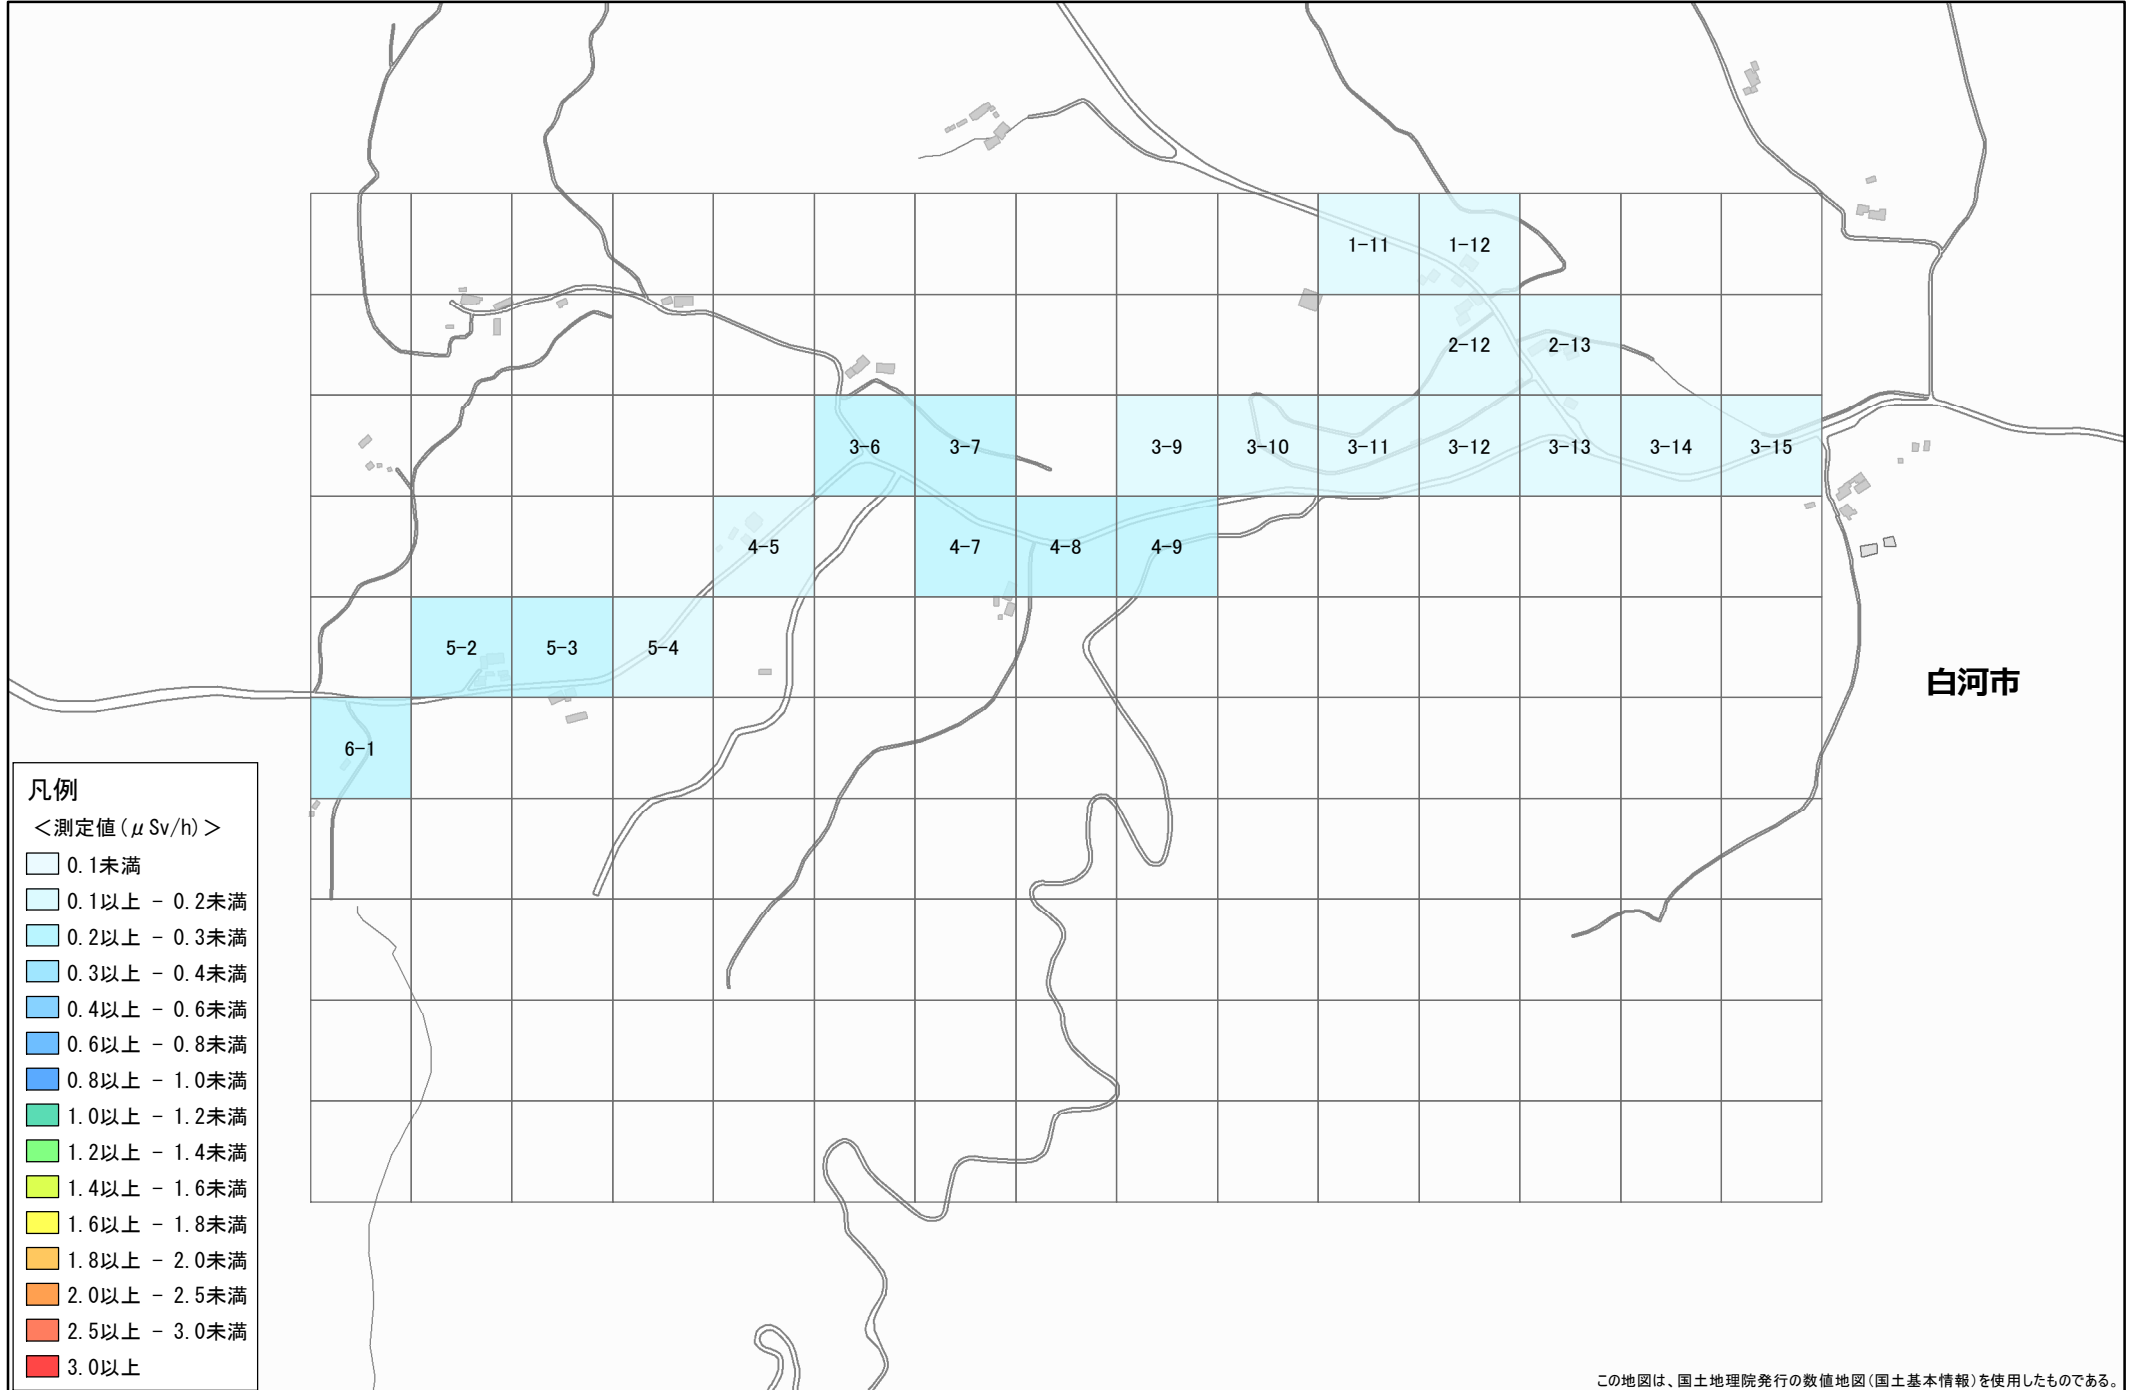 1-11 1-12
2-12 2-13
3-6 3-7 3-9 3-10 3-11 3-12 3-13 3-14 3-15
4-5 4-7 4-8 4-9
5-2 5-3 5-4
白河市
6-1
凡例
＜測定値(μSv/h)＞
0.1未満
0.1以上 - 0.2未満
0.2以上 - 0.3未満
0.3以上 - 0.4未満
0.4以上 - 0.6未満
0.6以上 - 0.8未満
0.8以上 - 1.0未満
1.0以上 - 1.2未満
1.2以上 - 1.4未満
1.4以上 - 1.6未満
1.6以上 - 1.8未満
1.8以上 - 2.0未満
2.0以上 - 2.5未満
2.5以上 - 3.0未満
3.0以上
この地図は、国土地理院発行の数値地図(国土基本情報)を使用したものである。